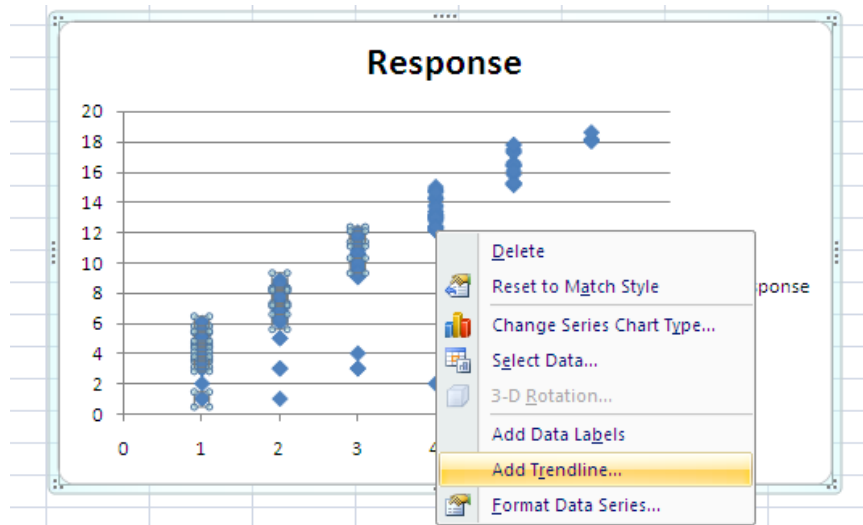 Response
20
18
16
14
12
10
8
6
4
2
0
0 1 2 3 4
sponse
Delete
Reset to Match Style
Change Series Chart Type...
Select Data...
3-D Rotation...
Add Data Labels
Add Trendline...
Format Data Series...